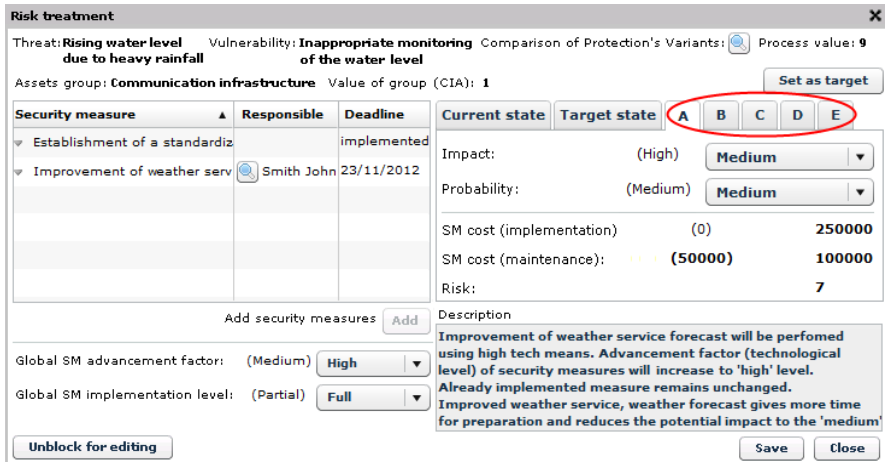 Risk treatment
Threat: Rising water level due to heavy rainfall Vulnerability: Inappropriate monitoring of the water level Comparison of Protection's Variants: Process value: 9
Assets group: Communication infrastructure Value of group (CIA): 1
Set as target
Security measure Responsible Deadline
Establishment of a standardiz implemented
Improvement of weather serv Smith John 23/11/2012
Add security measures Add
Global SM advancement factor: (Medium) High
Global SM implementation level: (Partial) Full
Unblock for editing
Current state Target state A B C D E
Impact: (High) Medium
Probability: (Medium) Medium
SM cost (implementation) (0) 250000
SM cost (maintenance): (50000) 100000
Risk: 7
Description
Improvement of weather service forecast will be perfomed
using high tech means. Advancement factor (technological
level) of security measures will increase to 'high' level.
Already implemented measure remains unchanged.
Improved weather service, weather forecast gives more time
for preparation and reduces the potential impact to the 'medium'
Save Close